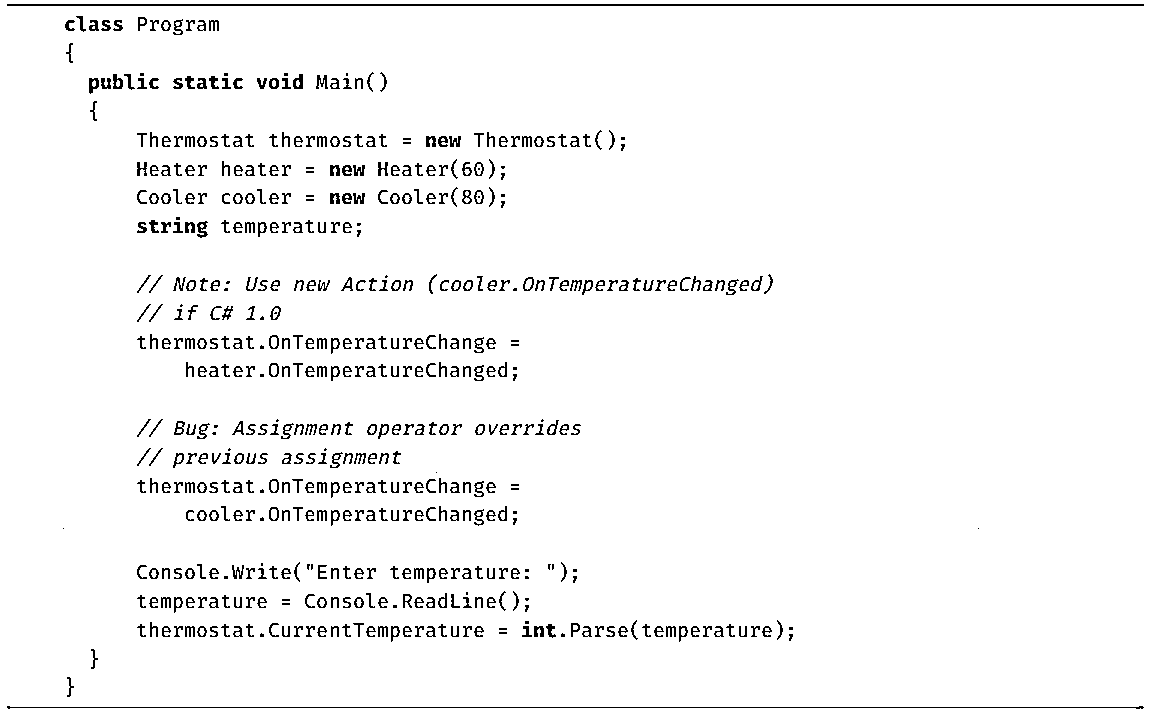 class Program
{
  public static void Main()
  {
      Thermostat thermostat = new Thermostat();
      Heater heater = new Heater(60);
      Cooler cooler = new Cooler(80);
      string temperature;

      // Note: Use new Action (cooler.OnTemperatureChanged)
      // if C# 1.0
      thermostat.OnTemperatureChange =
          heater.OnTemperatureChanged;

      // Bug: Assignment operator overrides
      // previous assignment
      thermostat.OnTemperatureChange =
          cooler.OnTemperatureChanged;

      Console.Write("Enter temperature: ");
      temperature = Console.ReadLine();
      thermostat.CurrentTemperature = int.Parse(temperature);
  }
}